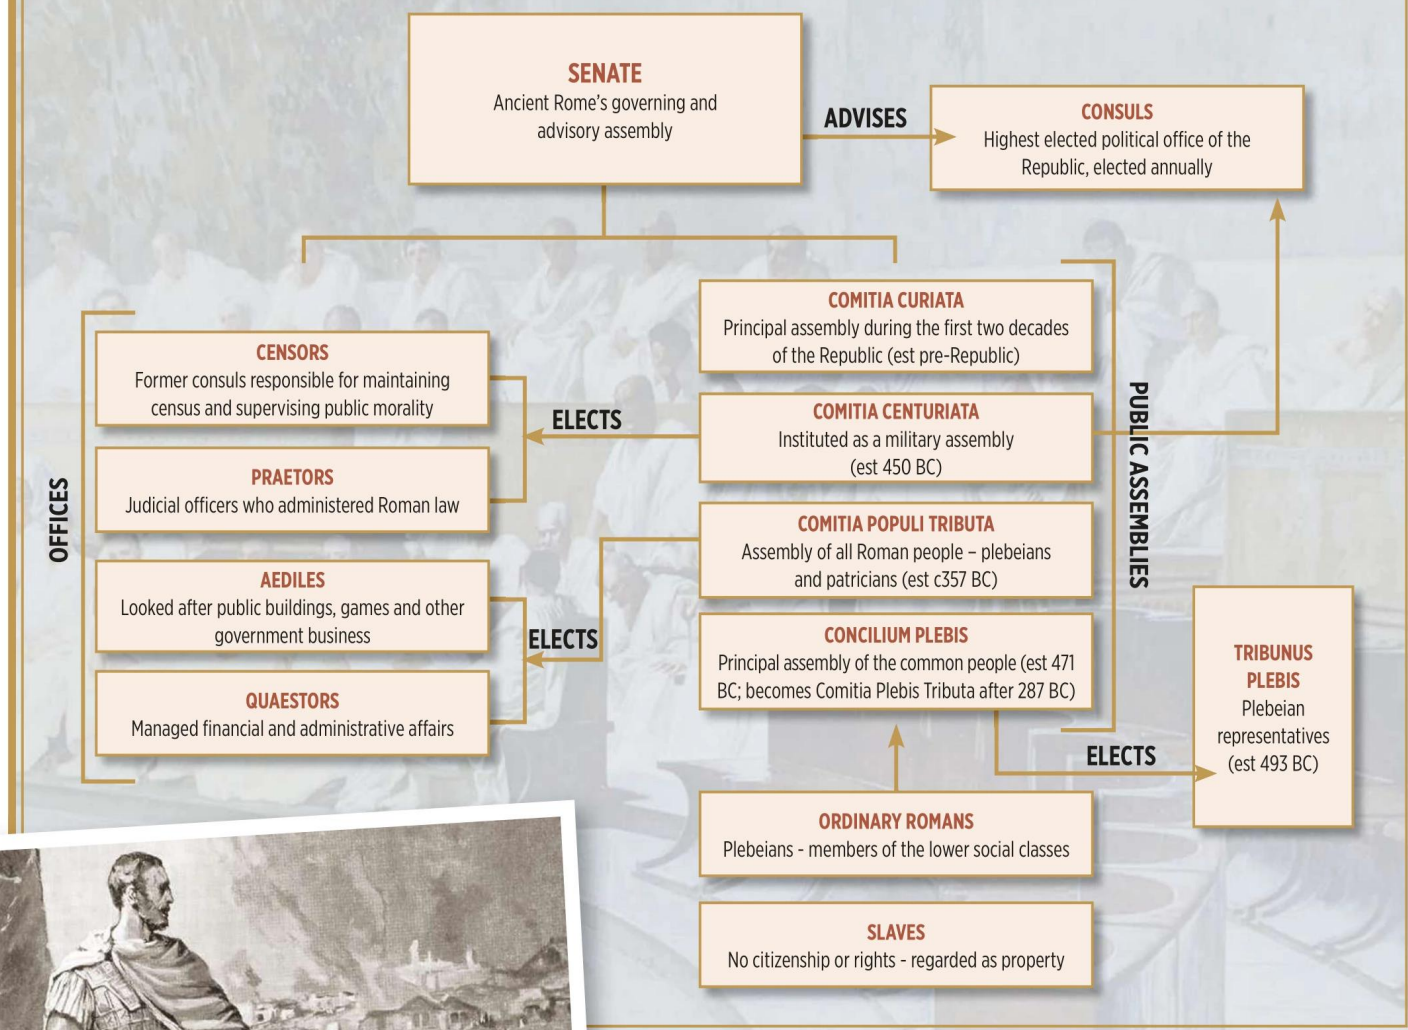 SENATE
Ancient Rome's governing and
advisory assembly
ADVISES
CONSULS
Highest elected political office of the
Republic, elected annually
OFFICES
CENSORS
Former consuls responsible for maintaining
census and supervising public morality
PRAETORS
Judicial officers who administered Roman law
AEDILES
Looked after public buildings, games and other
government business
QUAESTORS
Managed financial and administrative affairs
ELECTS
ELECTS
COMITIA CURIATA
Principal assembly during the first two decades
of the Republic (est pre-Republic)
COMITIA CENTURIATA
Instituted as a military assembly
(est 450 BC)
COMITIA POPULI TRIBUTA
Assembly of all Roman people – plebeians
and patricians (est c357 BC)
CONCILIUM PLEBIS
Principal assembly of the common people (est 471
BC; becomes Comitia Plebis Tributa after 287 BC)
PUBLIC ASSEMBLIES
ELECTS
TRIBUNUS
PLEBIS
Plebeian
representatives
(est 493 BC)
ORDINARY ROMANS
Plebeians - members of the lower social classes
SLAVES
No citizenship or rights - regarded as property